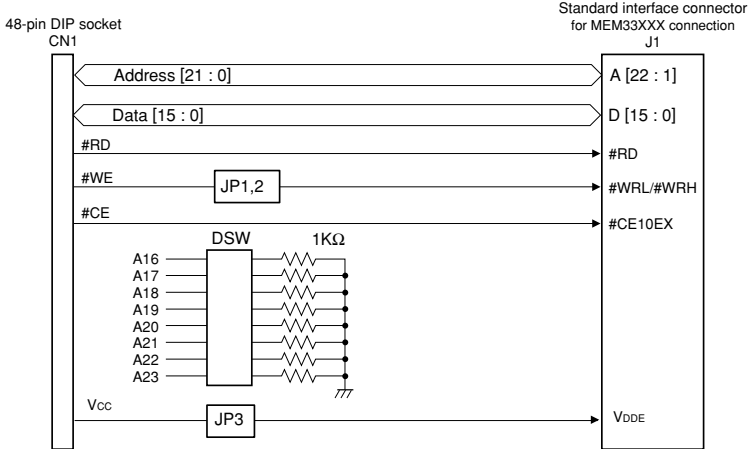 48-pin DIP socket
CN1
Standard interface connector
for MEM33XXX connection
J1
Address [21 : 0]
A [22 : 1]
Data [15 : 0]
D [15 : 0]
#RD
#RD
#WE
JP1,2
#WRL/#WRH
#CE
#CE10EX
DSW
1KΩ
A16
A17
A18
A19
A20
A21
A22
A23
VCC
JP3
VDDE